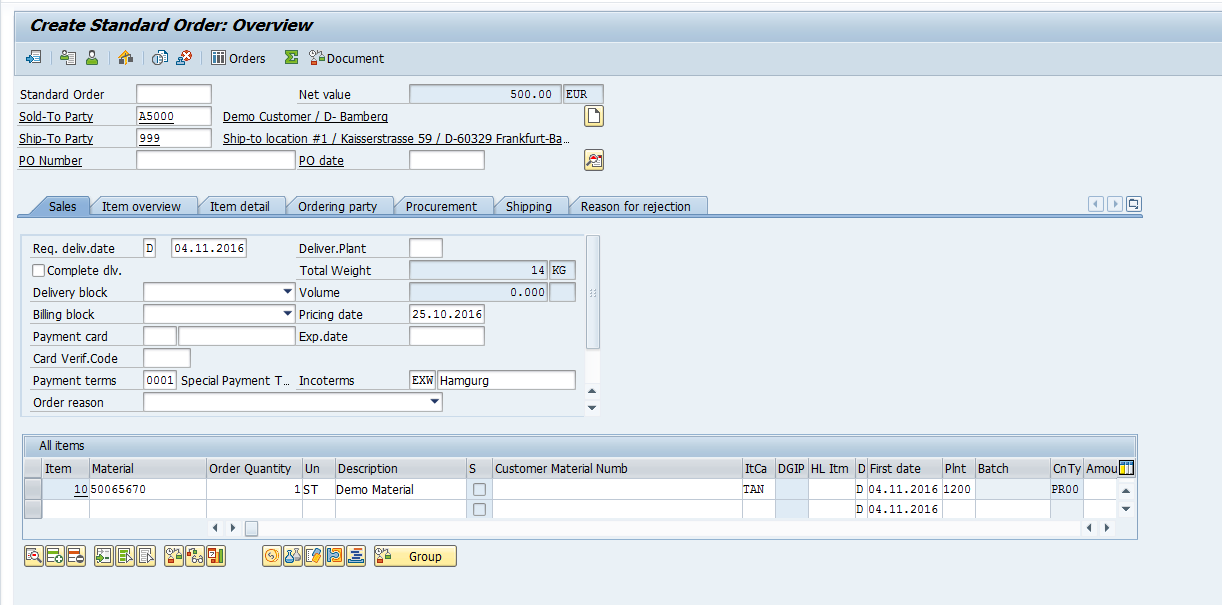 Create Standard Order: Overview
Orders Document
Standard Order Net value 500.00 EUR
Sold-To Party A5000 Demo Customer / D- Bamberg
Ship-To Party 999 Ship-to location #1 / Kaisserstrasse 59 / D-60329 Frankfurt-Ba…
PO Number PO date
Sales Item overview Item detail Ordering party Procurement Shipping Reason for rejection
Req. deliv.date D 04.11.2016 Deliver.Plant
Complete dlv. Total Weight 14 KG
Delivery block Volume 0.000
Billing block Pricing date 25.10.2016
Payment card Exp.date
Card Verif.Code
Payment terms 0001 Special Payment T… Incoterms EXW Hamgurg
Order reason
All items
Item Material Order Quantity Un Description S Customer Material Numb ItCa DGIP HL Itm D First date Plnt Batch CnTy Amou
10 50065670 1 ST Demo Material TAN D 04.11.2016 1200 PR00
D 04.11.2016
Group